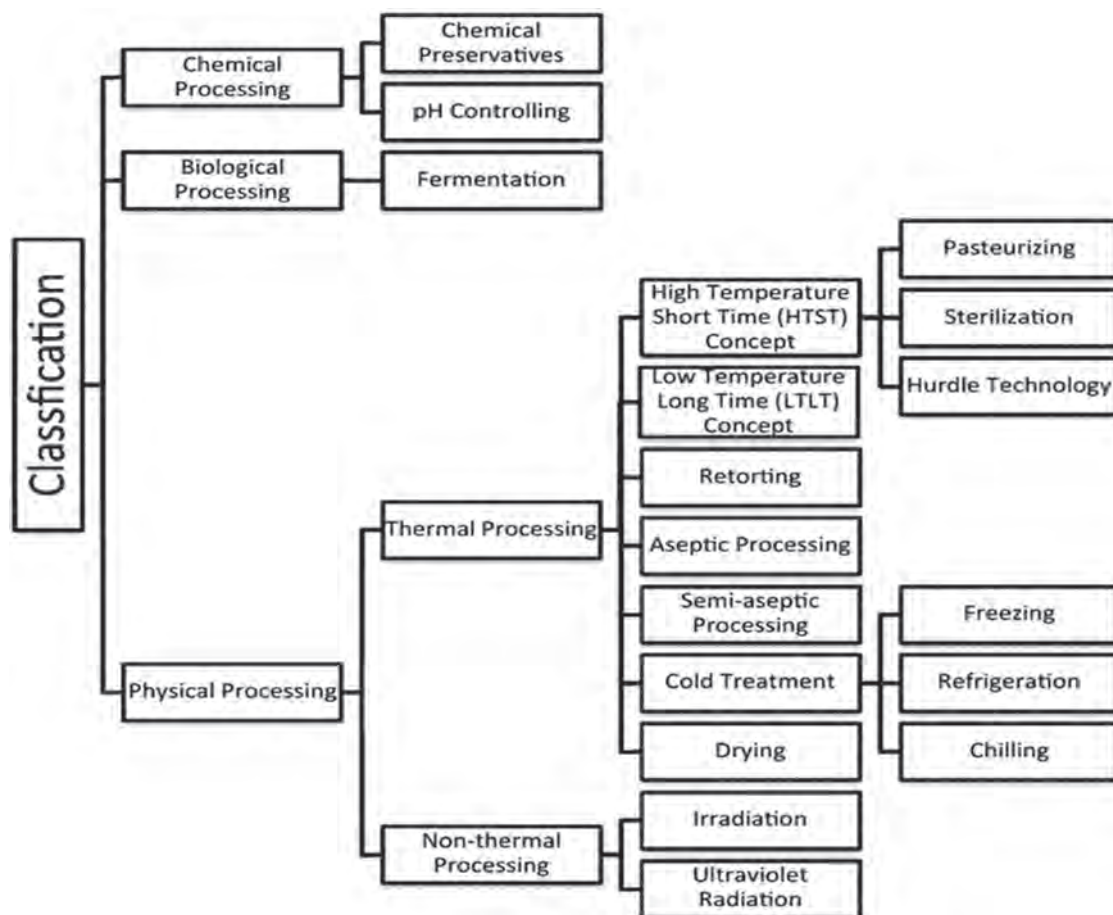 Classfication
Chemical
Processing
Chemical
Preservatives
pH Controlling
Biological
Processing
Fermentation
Physical Processing
Thermal Processing
High Temperature
Short Time (HTST)
Concept
Pasteurizing
Sterilization
Hurdle Technology
Low Temperature
Long Time (LTLT)
Concept
Retorting
Aseptic Processing
Semi-aseptic
Processing
Cold Treatment
Freezing
Refrigeration
Chilling
Drying
Non-thermal
Processing
Irradiation
Ultraviolet
Radiation